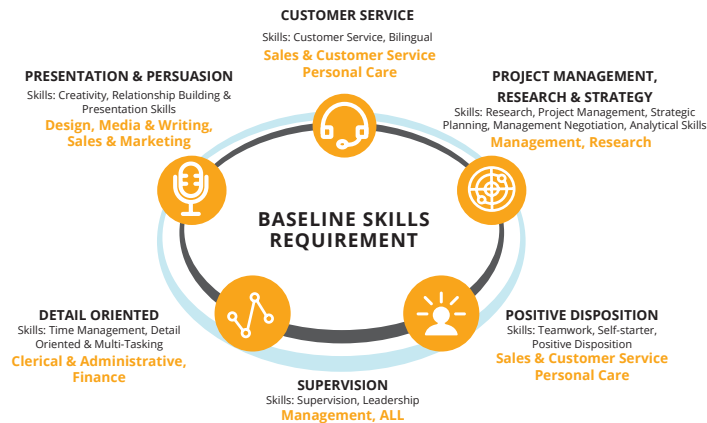 CUSTOMER SERVICE
Skills: Customer Service, Bilingual
Sales & Customer Service
Personal Care
PRESENTATION & PERSUASION
Skills: Creativity, Relationship Building &
Presentation Skills
Design, Media & Writing,
Sales & Marketing
PROJECT MANAGEMENT,
RESEARCH & STRATEGY
Skills: Research, Project Management, Strategic
Planning, Management Negotiation, Analytical Skills
Management, Research
BASELINE SKILLS
REQUIREMENT
DETAIL ORIENTED
Skills: Time Management, Detail
Oriented & Multi-Tasking
Clerical & Administrative,
Finance
POSITIVE DISPOSITION
Skills: Teamwork, Self-starter,
Positive Disposition
Sales & Customer Service
Personal Care
SUPERVISION
Skills: Supervision, Leadership
Management, ALL